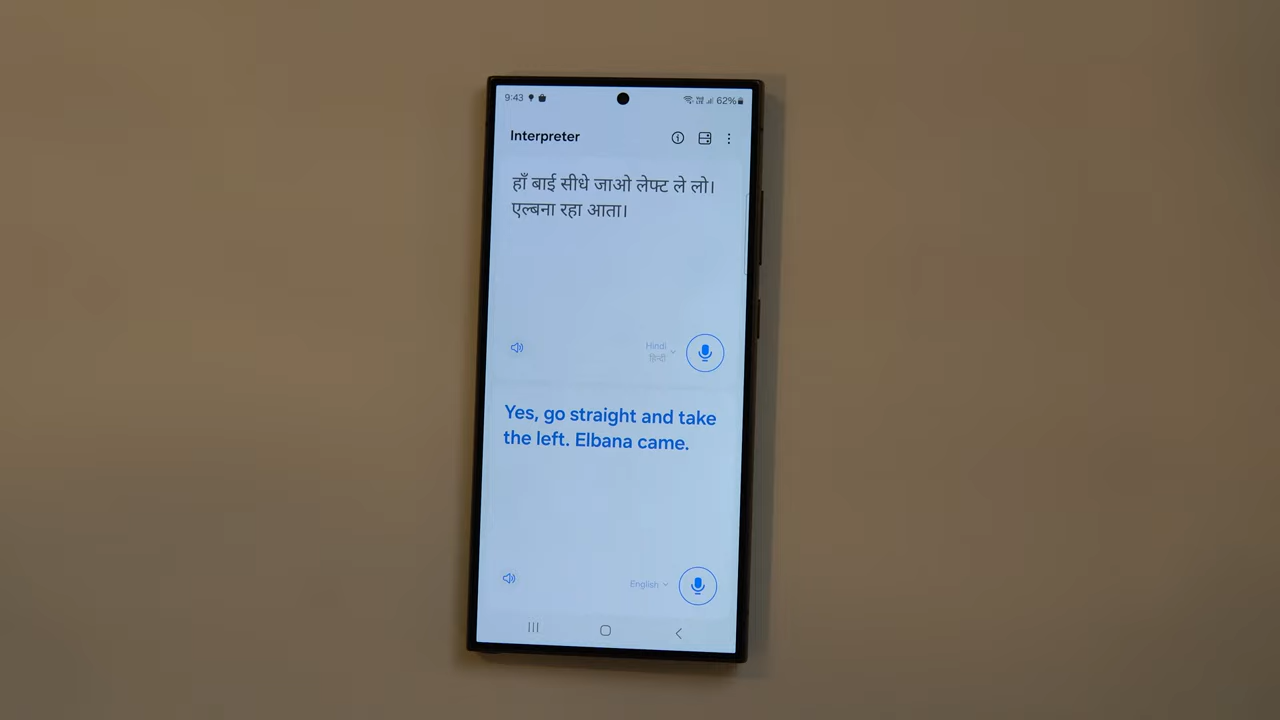 9:43 62%
Interpreter
हाँ बाई सीधे जाओ लेफ्ट ले लो।
एल्बना रहा आता।
Hindi
हिन्दी
Yes, go straight and take
the left. Elbana came.
English